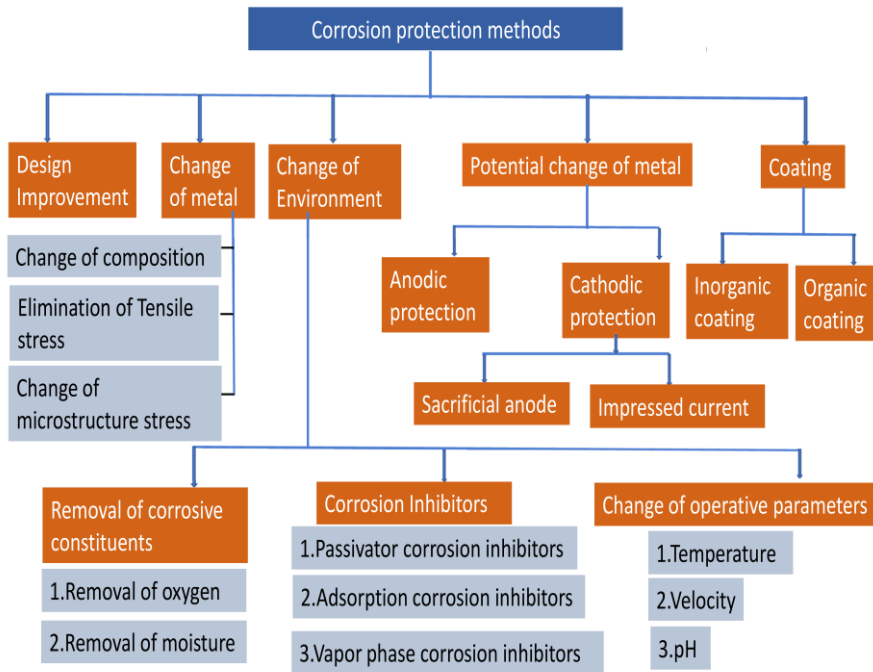 Corrosion protection methods
Design
Improvement
Change
of metal
Change of
Environment
Potential change of metal
Coating
Change of composition
Elimination of Tensile
stress
Change of
microstructure stress
Anodic
protection
Cathodic
protection
Inorganic
coating
Organic
coating
Sacrificial anode
Impressed current
Removal of corrosive
constituents
1.Removal of oxygen
2.Removal of moisture
Corrosion Inhibitors
1.Passivator corrosion inhibitors
2.Adsorption corrosion inhibitors
3.Vapor phase corrosion inhibitors
Change of operative parameters
1.Temperature
2.Velocity
3.pH